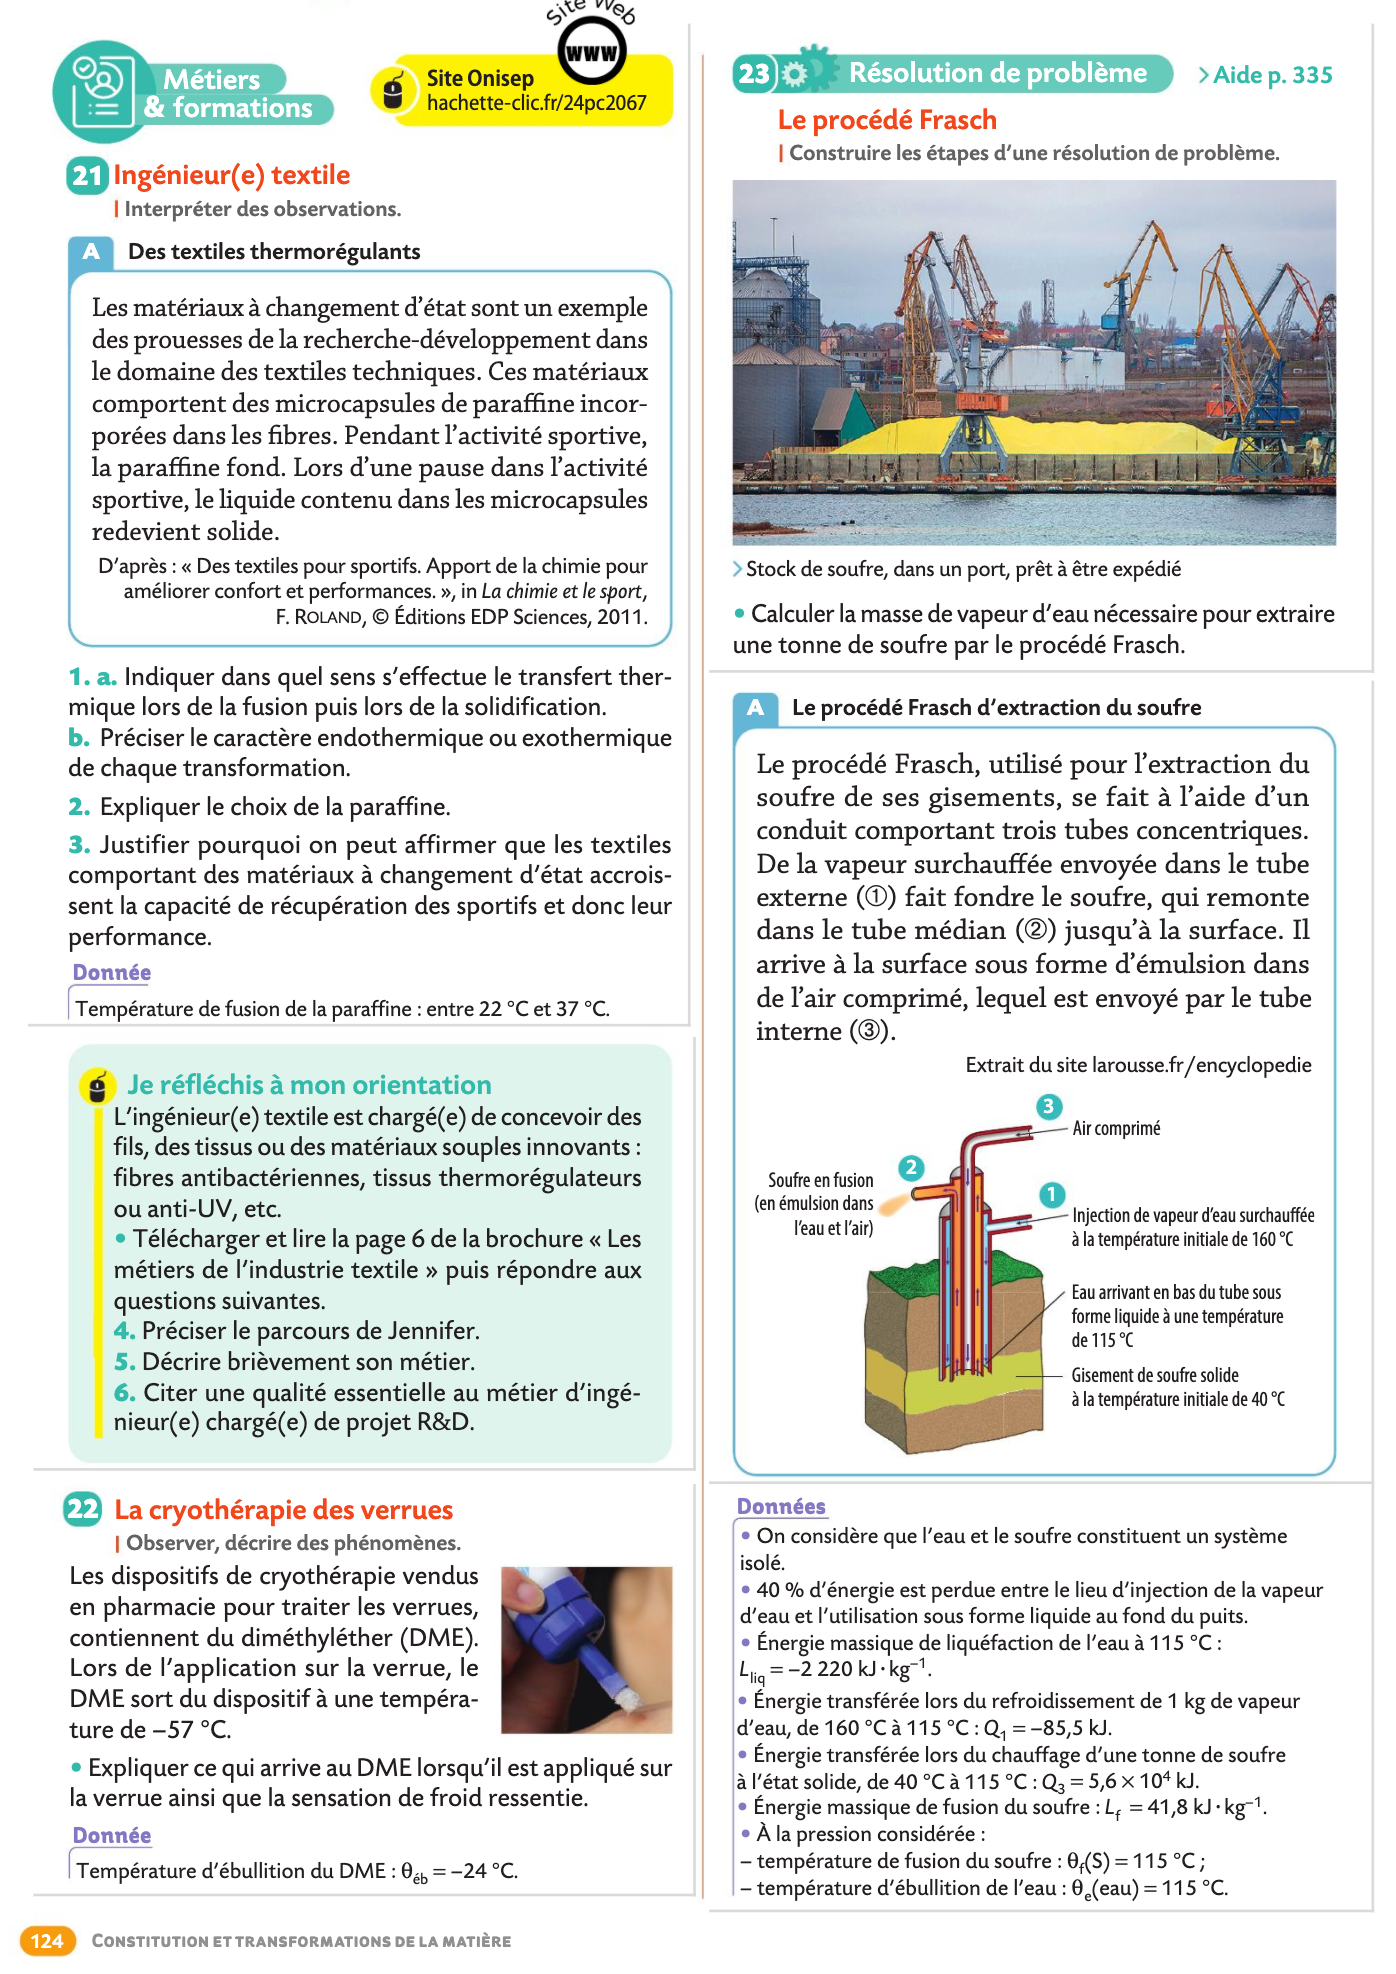 Site Web
www
Métiers
& formations
Site Onisep
hachette-clic.fr/24pc2067
21 Ingénieur(e) textile
| Interpréter des observations.
A Des textiles thermorégulants
Les matériaux à changement d'état sont un exemple
des prouesses de la recherche-développement dans
le domaine des textiles techniques. Ces matériaux
comportent des microcapsules de paraffine incor-
porées dans les fibres. Pendant l'activité sportive,
la paraffine fond. Lors d'une pause dans l'activité
sportive, le liquide contenu dans les microcapsules
redevient solide.
D'après : « Des textiles pour sportifs. Apport de la chimie pour
améliorer confort et performances. », in La chimie et le sport,
F. ROLAND, © Éditions EDP Sciences, 2011.
1. a. Indiquer dans quel sens s'effectue le transfert ther-
mique lors de la fusion puis lors de la solidification.
b. Préciser le caractère endothermique ou exothermique
de chaque transformation.
2. Expliquer le choix de la paraffine.
3. Justifier pourquoi on peut affirmer que les textiles
comportant des matériaux à changement d'état accrois-
sent la capacité de récupération des sportifs et donc leur
performance.
Donnée
Température de fusion de la paraffine : entre 22 °C et 37 °C.
Je réfléchis à mon orientation
L'ingénieur(e) textile est chargé(e) de concevoir des
fils, des tissus ou des matériaux souples innovants :
fibres antibactériennes, tissus thermorégulateurs
ou anti-UV, etc.
• Télécharger et lire la page 6 de la brochure « Les
métiers de l'industrie textile » puis répondre aux
questions suivantes.
4. Préciser le parcours de Jennifer.
5. Décrire brièvement son métier.
6. Citer une qualité essentielle au métier d'ingé-
nieur(e) chargé(e) de projet R&D.
22 La cryothérapie des verrues
| Observer, décrire des phénomènes.
Les dispositifs de cryothérapie vendus
en pharmacie pour traiter les verrues,
contiennent du diméthyléther (DME).
Lors de l'application sur la verrue, le
DME sort du dispositif à une tempéra-
ture de –57 °C.
• Expliquer ce qui arrive au DME lorsqu'il est appliqué sur
la verrue ainsi que la sensation de froid ressentie.
Donnée
Température d'ébullition du DME : θéb = –24 °C.
23 Résolution de problème > Aide p. 335
Le procédé Frasch
| Construire les étapes d'une résolution de problème.
> Stock de soufre, dans un port, prêt à être expédié
• Calculer la masse de vapeur d'eau nécessaire pour extraire
une tonne de soufre par le procédé Frasch.
A Le procédé Frasch d'extraction du soufre
Le procédé Frasch, utilisé pour l'extraction du
soufre de ses gisements, se fait à l'aide d'un
conduit comportant trois tubes concentriques.
De la vapeur surchauffée envoyée dans le tube
externe (①) fait fondre le soufre, qui remonte
dans le tube médian (②) jusqu'à la surface. Il
arrive à la surface sous forme d'émulsion dans
de l'air comprimé, lequel est envoyé par le tube
interne (③).
Extrait du site larousse.fr/encyclopedie
3
Air comprimé
2
Soufre en fusion
(en émulsion dans
l'eau et l'air)
1
Injection de vapeur d'eau surchauffée
à la température initiale de 160 °C
Eau arrivant en bas du tube sous
forme liquide à une température
de 115 °C
Gisement de soufre solide
à la température initiale de 40 °C
Données
• On considère que l'eau et le soufre constituent un système
isolé.
• 40 % d'énergie est perdue entre le lieu d'injection de la vapeur
d'eau et l'utilisation sous forme liquide au fond du puits.
• Énergie massique de liquéfaction de l'eau à 115 °C :
Lliq = –2 220 kJ·kg⁻¹.
• Énergie transférée lors du refroidissement de 1 kg de vapeur
d'eau, de 160 °C à 115 °C : Q₁ = –85,5 kJ.
• Énergie transférée lors du chauffage d'une tonne de soufre
à l'état solide, de 40 °C à 115 °C : Q₃ = 5,6 × 10⁴ kJ.
• Énergie massique de fusion du soufre : Lf = 41,8 kJ·kg⁻¹.
• À la pression considérée :
– température de fusion du soufre : θf(S) = 115 °C ;
– température d'ébullition de l'eau : θe(eau) = 115 °C.
124 CONSTITUTION ET TRANSFORMATIONS DE LA MATIÈRE